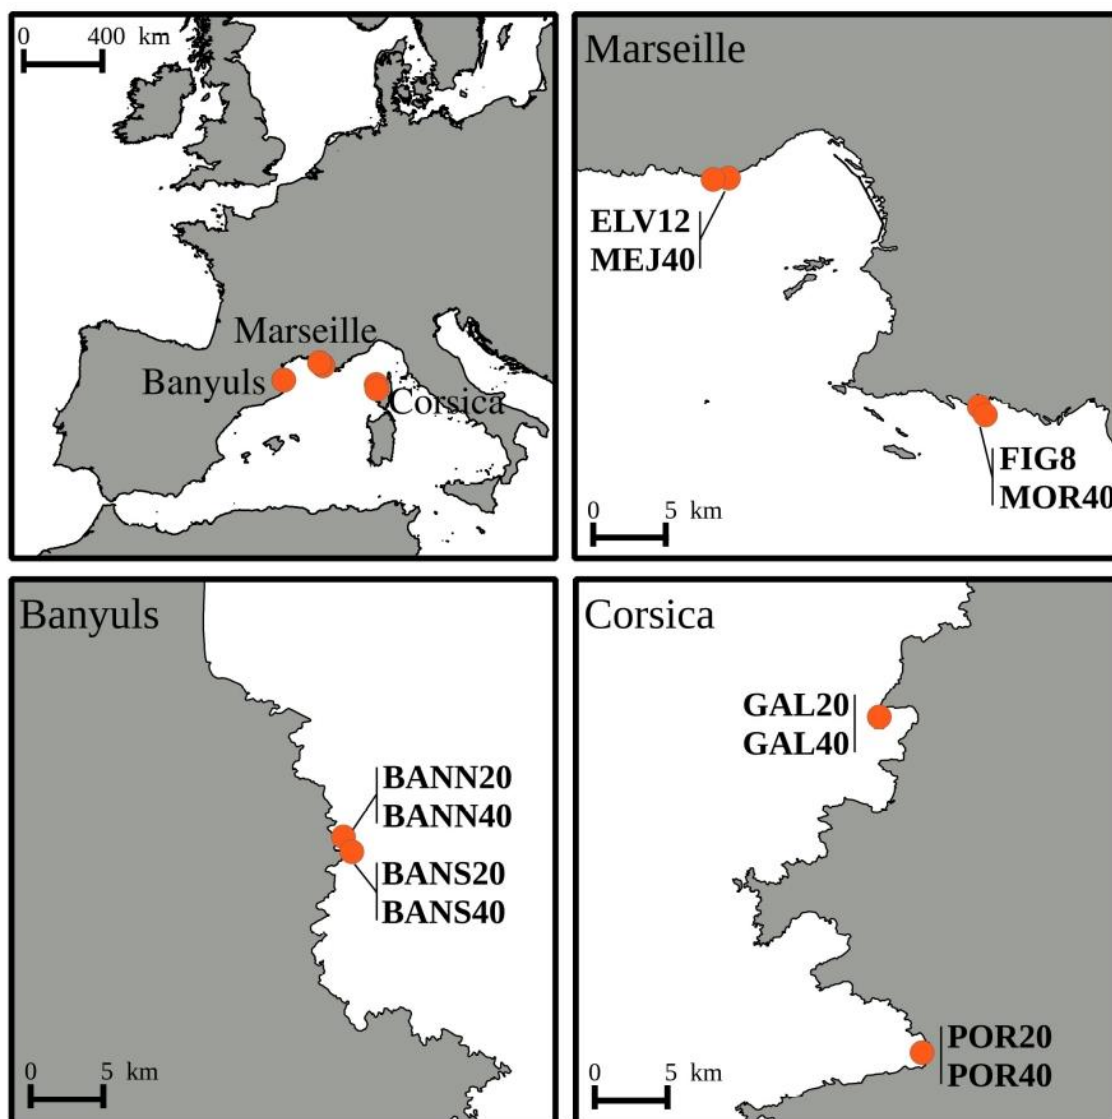 0 400 km
Marseille
Banyuls
Corsica
Marseille
ELV12
MEJ40
FIG8
MOR40
0 5 km
Banyuls
BANN20
BANN40
BANS20
BANS40
0 5 km
Corsica
GAL20
GAL40
POR20
POR40
0 5 km